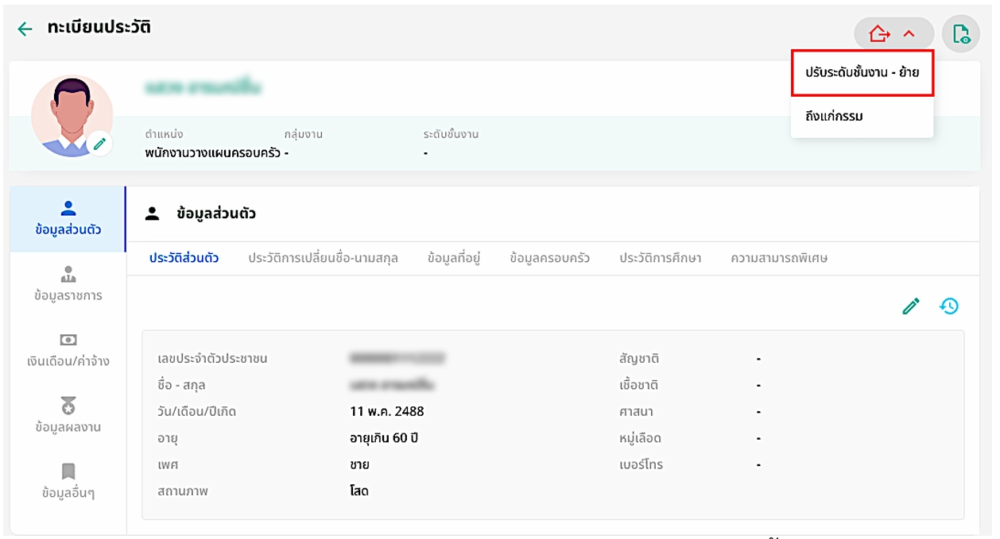 ทะเบียนประวัติ
ปรับระดับชั้นงาน - ย้าย
ถึงแก่กรรม
ตำแหน่ง กลุ่มงาน ระดับชั้นงาน
พนักงานวางแผนครอบครัว - -
ข้อมูลส่วนตัว
ข้อมูลราชการ
เงินเดือน/ค่าจ้าง
ข้อมูลผลงาน
ข้อมูลอื่นๆ
ข้อมูลส่วนตัว
ประวัติส่วนตัว ประวัติการเปลี่ยนชื่อ-นามสกุล ข้อมูลที่อยู่ ข้อมูลครอบครัว ประวัติการศึกษา ความสามารถพิเศษ
เลขประจำตัวประชาชน สัญชาติ -
ชื่อ - สกุล เชื้อชาติ -
วัน/เดือน/ปีเกิด 11 พ.ค. 2488 ศาสนา -
อายุ อายุเกิน 60 ปี หมู่เลือด -
เพศ ชาย เบอร์โทร -
สถานภาพ โสด